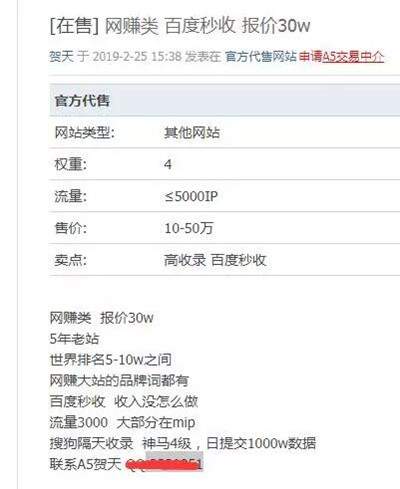 [在售] 网赚类 百度秒收 报价30w
贺天 于 2019-2-25 15:38 发表在 官方代售网站 申请A5交易中介
官方代售
网站类型: 其他网站
权重: 4
流量: ≤5000IP
售价: 10-50万
卖点: 高收录 百度秒收
网赚类 报价30w
5年老站
世界排名5-10w之间
网赚大站的品牌词都有
百度秒收 收入没怎么做
流量3000 大部分在mip
搜狗隔天收录 神马4级，日提交1000w数据
联系A5贺天